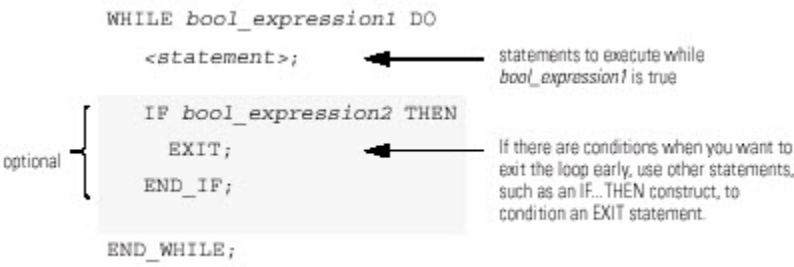 WHILE bool_expression1 DO
<statement>;
statements to execute while
bool_expression1 is true
optional
IF bool_expression2 THEN
EXIT;
END_IF;
If there are conditions when you want to
exit the loop early, use other statements,
such as an IF...THEN construct, to
condition an EXIT statement.
END_WHILE;